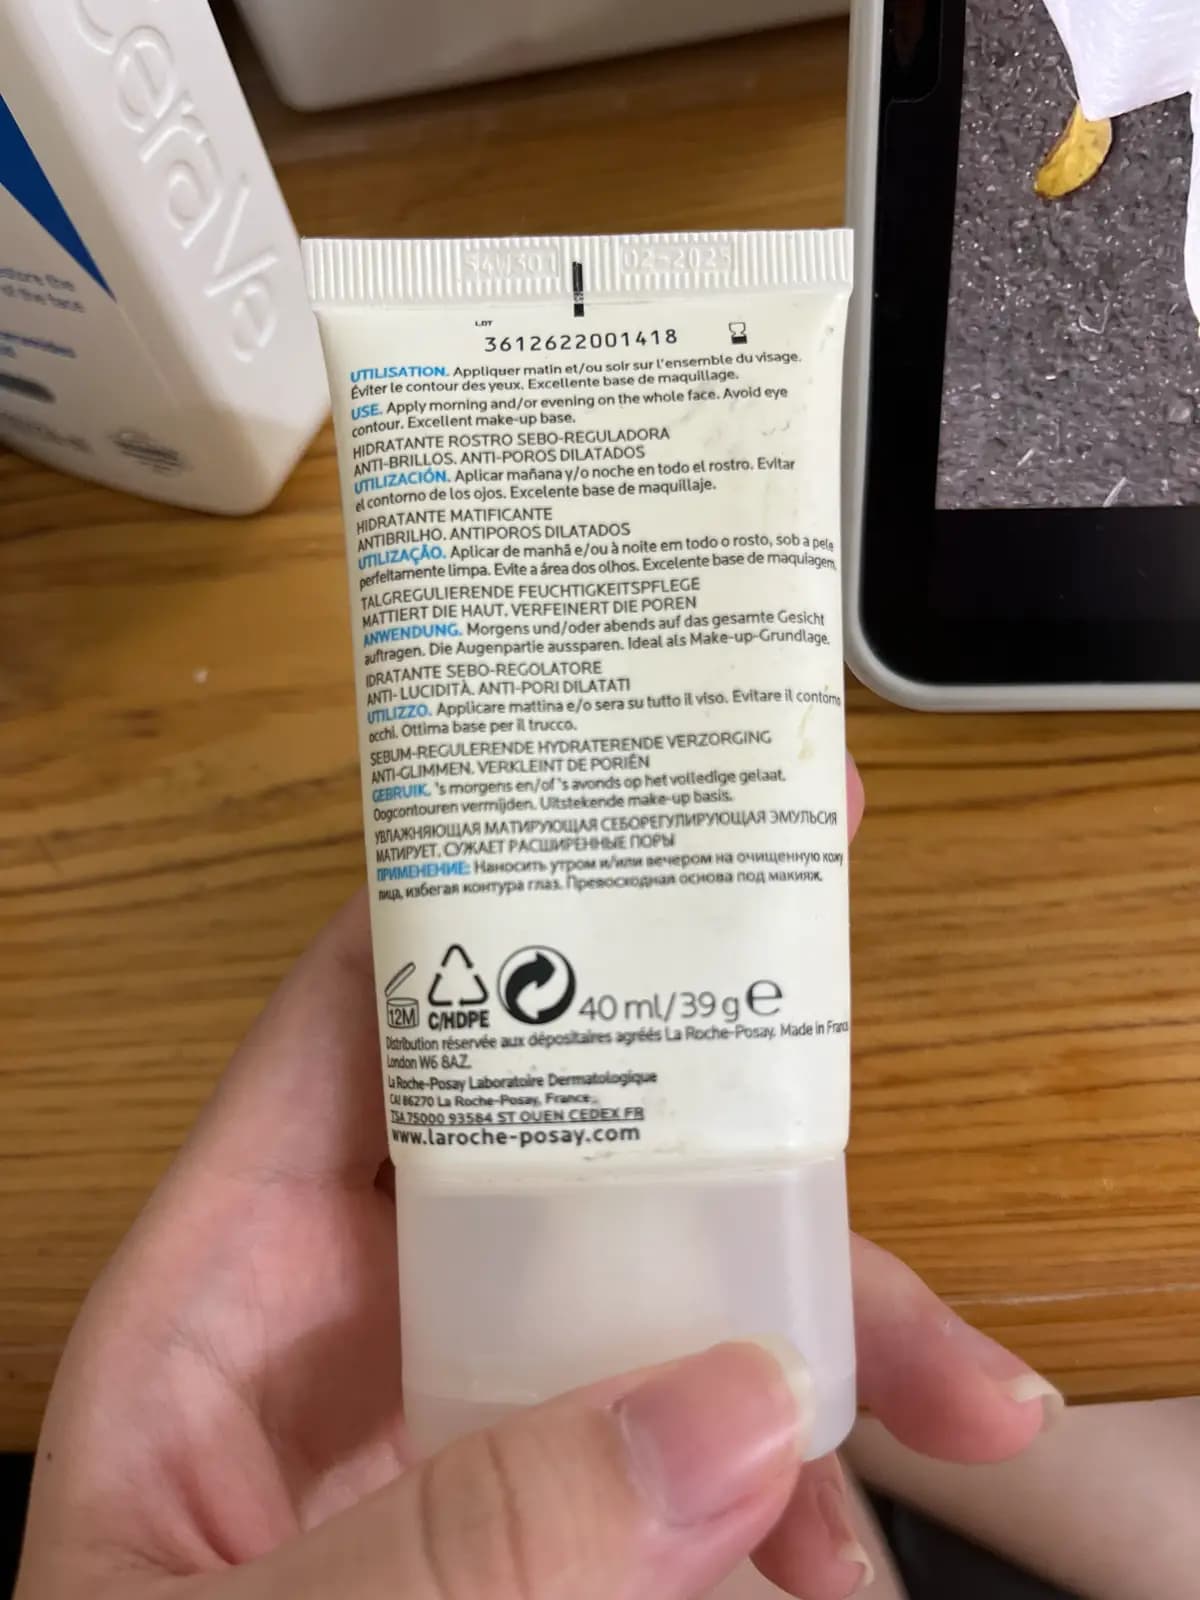 CeraVe
store the
of the face
ceramides
54W301
02-2025
LOT
3612622001418
UTILISATION. Appliquer matin et/ou soir sur l'ensemble du visage.
Éviter le contour des yeux. Excellente base de maquillage.
USE. Apply morning and/or evening on the whole face. Avoid eye
contour. Excellent make-up base.
HIDRATANTE ROSTRO SEBO-REGULADORA
ANTI-BRILLOS. ANTI-POROS DILATADOS
UTILIZACIÓN. Aplicar mañana y/o noche en todo el rostro. Evitar
el contorno de los ojos. Excelente base de maquillaje.
HIDRATANTE MATIFICANTE
ANTIBRILHO. ANTIPOROS DILATADOS
UTILIZAÇÃO. Aplicar de manhã e/ou à noite em todo o rosto, sob a pele
perfeitamente limpa. Evite a área dos olhos. Excelente base de maquiagem.
TALGREGULIERENDE FEUCHTIGKEITSPFLEGE
MATTIERT DIE HAUT. VERFEINERT DIE POREN
ANWENDUNG. Morgens und/oder abends auf das gesamte Gesicht
auftragen. Die Augenpartie aussparen. Ideal als Make-up-Grundlage.
IDRATANTE SEBO-REGOLATORE
ANTI-LUCIDITÀ. ANTI-PORI DILATATI
UTILIZZO. Applicare mattina e/o sera su tutto il viso. Evitare il contorno
occhi. Ottima base per il trucco.
SEBUM-REGULERENDE HYDRATERENDE VERZORGING
ANTI-GLIMMEN. VERKLEINT DE PORIËN
GEBRUIK. 's morgens en/of 's avonds op het volledige gelaat.
Oogcontouren vermijden. Uitstekende make-up basis.
УВЛАЖНЯЮЩАЯ МАТИРУЮЩАЯ СЕБОРЕГУЛИРУЮЩАЯ ЭМУЛЬСИЯ
МАТИРУЕТ, СУЖАЕТ РАСШИРЕННЫЕ ПОРЫ
ПРИМЕНЕНИЕ: Наносить утром и/или вечером на очищенную кожу
лица, избегая контура глаз. Превосходная основа под макияж.
12M
C/HDPE
40 ml/39 g e
Distribution réservée aux dépositaires agréés La Roche-Posay. Made in France
London W6 8AZ.
La Roche-Posay Laboratoire Dermatologique
CAI 86270 La Roche-Posay, France.
TSA 75000 93584 ST OUEN CEDEX FR
www.laroche-posay.com